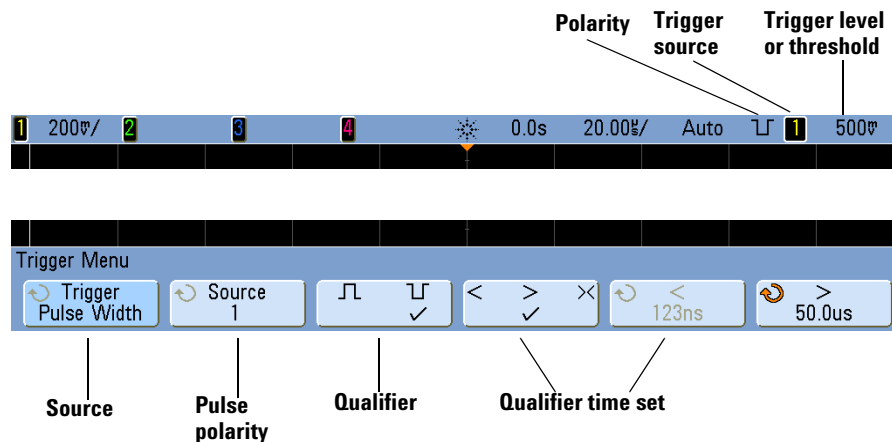 Polarity
Trigger source
Trigger level or threshold
1 200mV/ 2 3 4 0.0s 20.00us/ Auto 1 500mV
Trigger Menu
Trigger
Pulse Width
Source
1
✓
< > ><
✓
<
123ns
>
50.0us
Source
Pulse polarity
Qualifier
Qualifier time set